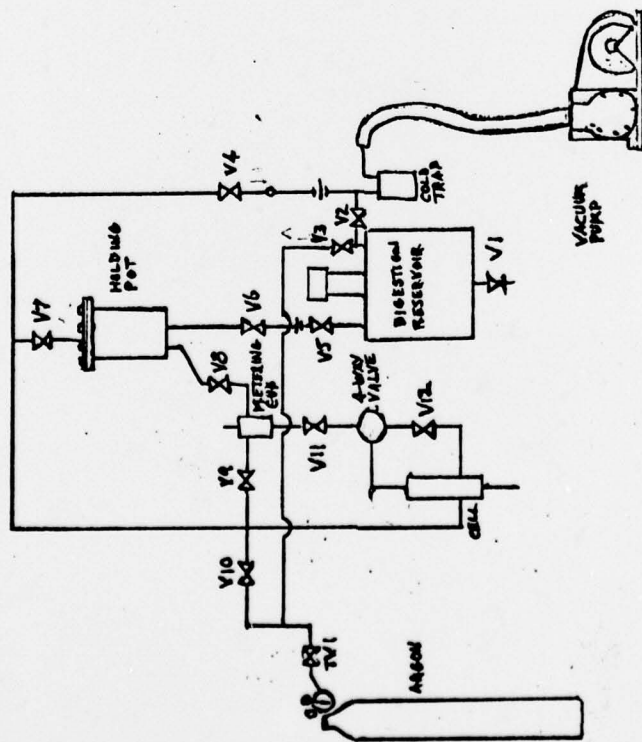 V4
HOLDING
POT
V7
V6
V8
METERING
V3
V2
COLD
TRAP
VACUUM
PUMP
DIGESTION
RESERVOIR
V1
V5
4-WAY
VALVE
V12
V11
V9
V10
CELL
TV1
ARGON